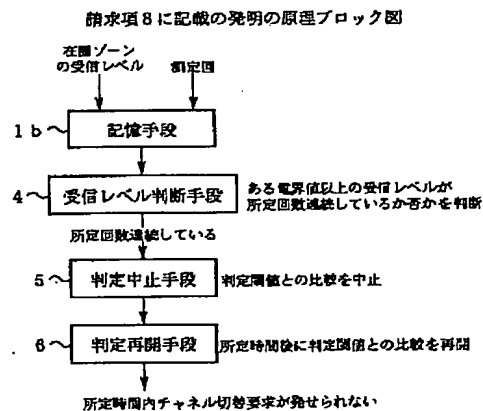 請求項8に記載の発明の原理ブロック図
在圏ゾーン
の受信レベル
1b
記憶手段
4
受信レベル判断手段
ある電界値以上の受信レベルが
所定回数連続しているか否かを判断
所定回数連続している
5
判定中止手段
判定閾値との比較を中止
6
判定再開手段
所定時間後に判定閾値との比較を再開
所定時間内チャネル切替要求が発せられない